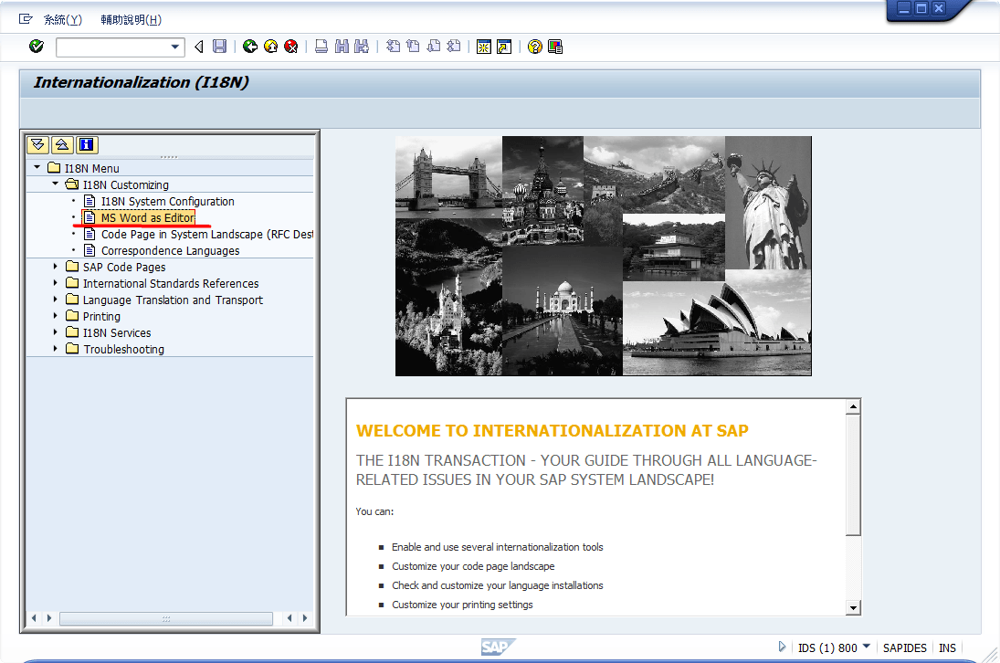 系統(Y) 輔助說明(H)
Internationalization (I18N)
I18N Menu
I18N Customizing
I18N System Configuration
MS Word as Editor
Code Page in System Landscape (RFC Dest
Correspondence Languages
SAP Code Pages
International Standards References
Language Translation and Transport
Printing
I18N Services
Troubleshooting
WELCOME TO INTERNATIONALIZATION AT SAP
THE I18N TRANSACTION - YOUR GUIDE THROUGH ALL LANGUAGE-
RELATED ISSUES IN YOUR SAP SYSTEM LANDSCAPE!
You can:
Enable and use several internationalization tools
Customize your code page landscape
Check and customize your language installations
Customize your printing settings
SAP
IDS (1) 800 SAPIDES INS